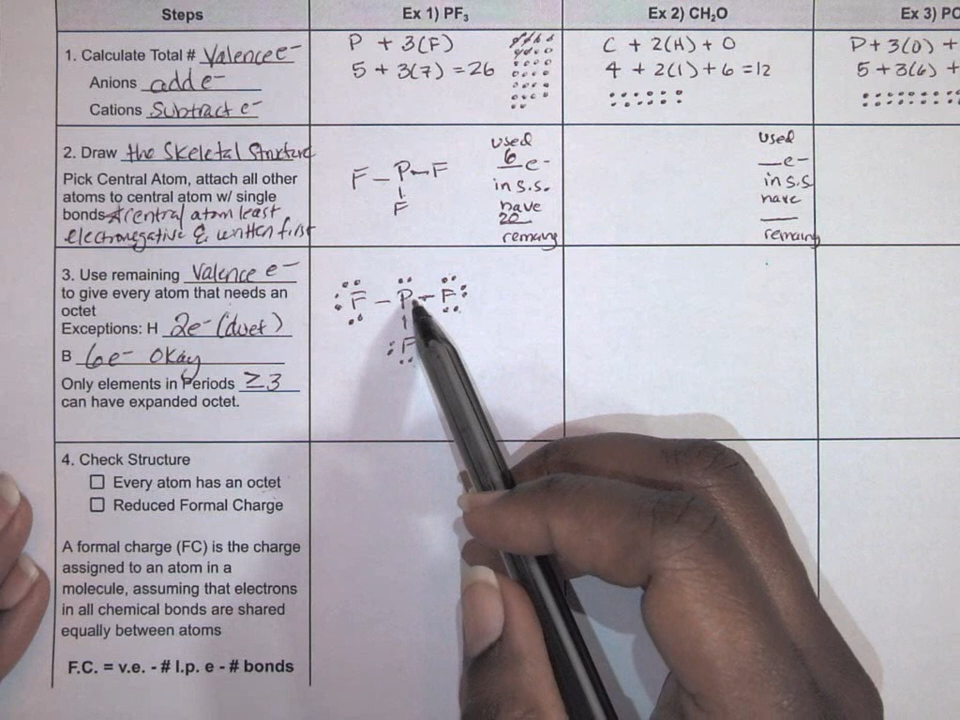 Steps
Ex 1) PF₃
Ex 2) CH₂O
Ex 3) PO
1. Calculate Total # Valence e-
Anions add e-
Cations subtract e-
P + 3(F)
5 + 3(7) = 26
C + 2(H) + O
4 + 2(1) + 6 = 12
P + 3(O) +
5 + 3(6) +
2. Draw the skeletal structure
Pick Central Atom, attach all other
atoms to central atom w/ single
bonds * central atom least
electronegative & written first
F - P - F
F
used
6 e-
in s.s.
have
20
remaing
used
e-
in s.s
have
remaing
3. Use remaining valence e-
to give every atom that needs an
octet
Exceptions: H 2e- (duet)
B 6e- okay
Only elements in Periods ≥3
can have expanded octet.
F - P - F
F
4. Check Structure
Every atom has an octet
Reduced Formal Charge
A formal charge (FC) is the charge
assigned to an atom in a
molecule, assuming that electrons
in all chemical bonds are shared
equally between atoms
F.C. = v.e. - # l.p. e - # bonds